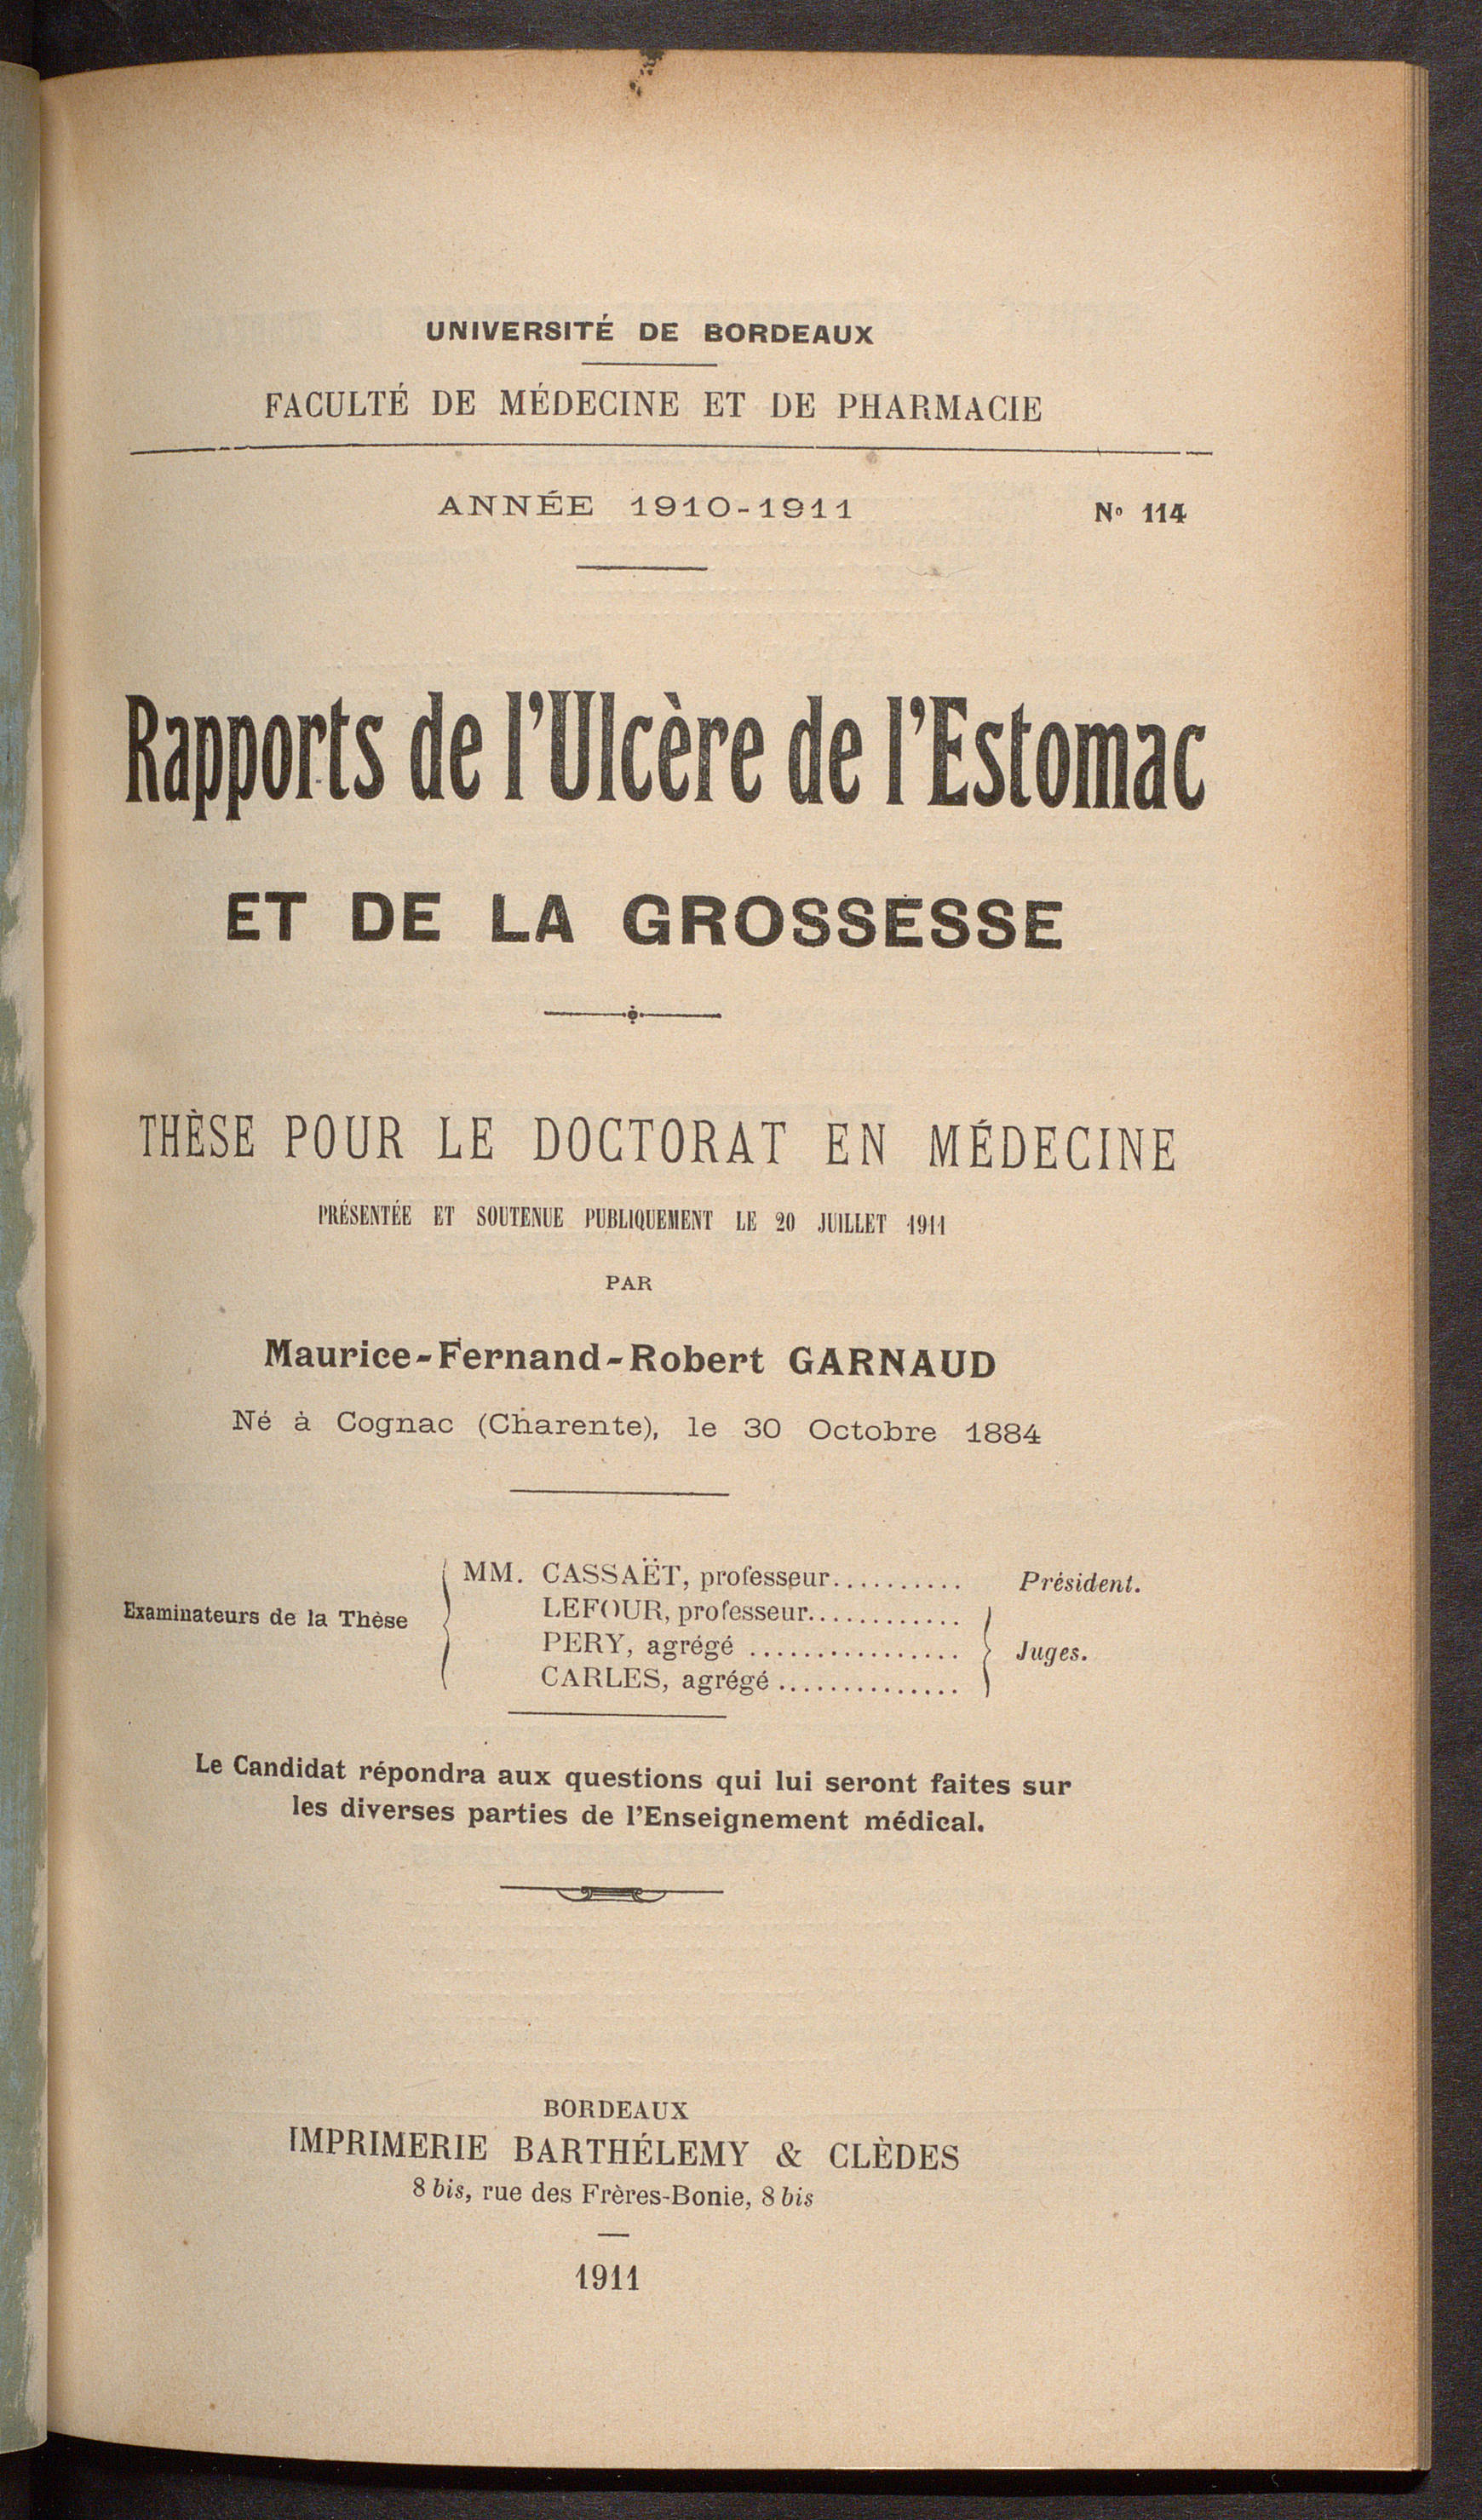 UNIVERSITÉ DE BORDEAUX
FACULTÉ DE MÉDECINE ET DE PHARMACIE
ANNÉE 1910-1911 N° 114
Rapports de l'Ulcère de l'Estomac
ET DE LA GROSSESSE
THÈSE POUR LE DOCTORAT EN MÉDECINE
PRÉSENTÉE ET SOUTENUE PUBLIQUEMENT LE 20 JUILLET 1911
PAR
Maurice-Fernand-Robert GARNAUD
Né à Cognac (Charente), le 30 Octobre 1884
Examinateurs de la Thèse
MM. CASSAËT, professeur.......... Président.
LEFOUR, professeur............
PERY, agrégé ................ Juges.
CARLES, agrégé ..............
Le Candidat répondra aux questions qui lui seront faites sur
les diverses parties de l'Enseignement médical.
BORDEAUX
IMPRIMERIE BARTHÉLEMY & CLÈDES
8 bis, rue des Frères-Bonie, 8 bis
1911